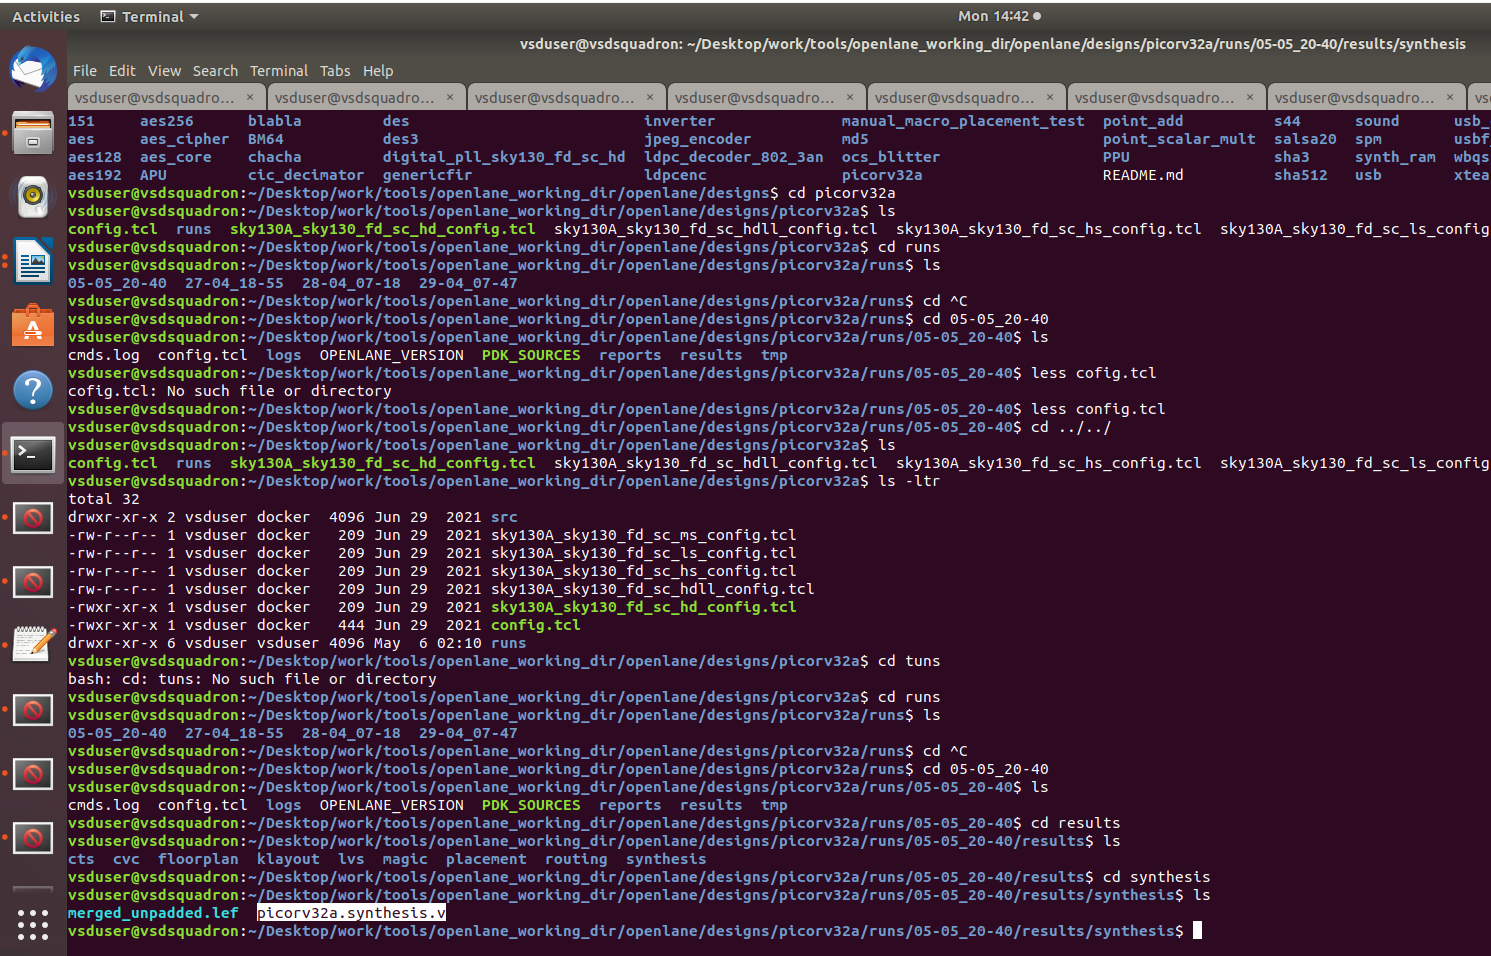 Activities Terminal Mon 14:42
vsduser@vsdsquadron: ~/Desktop/work/tools/openlane_working_dir/openlane/designs/picorv32a/runs/05-05_20-40/results/synthesis
File Edit View Search Terminal Tabs Help
vsduser@vsdsquadro... × vsduser@vsdsquadro... × vsduser@vsdsquadro... × vsduser@vsdsquadro... × vsduser@vsdsquadro... × vsduser@vsdsquadro... × vsduser@vsdsquadro... × vs
151 aes256 blabla des inverter manual_macro_placement_test point_add s44 sound usb_
aes aes_cipher BM64 des3 jpeg_encoder md5 point_scalar_mult salsa20 spm usbf_
aes128 aes_core chacha digital_pll_sky130_fd_sc_hd ldpc_decoder_802_3an ocs_blitter PPU sha3 synth_ram wbqs
aes192 APU cic_decimator genericfir ldpcenc picorv32a README.md sha512 usb xtea
vsduser@vsdsquadron:~/Desktop/work/tools/openlane_working_dir/openlane/designs$ cd picorv32a
vsduser@vsdsquadron:~/Desktop/work/tools/openlane_working_dir/openlane/designs/picorv32a$ ls
config.tcl runs sky130A_sky130_fd_sc_hd_config.tcl sky130A_sky130_fd_sc_hdll_config.tcl sky130A_sky130_fd_sc_hs_config.tcl sky130A_sky130_fd_sc_ls_config
vsduser@vsdsquadron:~/Desktop/work/tools/openlane_working_dir/openlane/designs/picorv32a$ cd runs
vsduser@vsdsquadron:~/Desktop/work/tools/openlane_working_dir/openlane/designs/picorv32a/runs$ ls
05-05_20-40 27-04_18-55 28-04_07-18 29-04_07-47
vsduser@vsdsquadron:~/Desktop/work/tools/openlane_working_dir/openlane/designs/picorv32a/runs$ cd ^C
vsduser@vsdsquadron:~/Desktop/work/tools/openlane_working_dir/openlane/designs/picorv32a/runs$ cd 05-05_20-40
vsduser@vsdsquadron:~/Desktop/work/tools/openlane_working_dir/openlane/designs/picorv32a/runs/05-05_20-40$ ls
cmds.log config.tcl logs OPENLANE_VERSION PDK_SOURCES reports results tmp
vsduser@vsdsquadron:~/Desktop/work/tools/openlane_working_dir/openlane/designs/picorv32a/runs/05-05_20-40$ less cofig.tcl
cofig.tcl: No such file or directory
vsduser@vsdsquadron:~/Desktop/work/tools/openlane_working_dir/openlane/designs/picorv32a/runs/05-05_20-40$ less config.tcl
vsduser@vsdsquadron:~/Desktop/work/tools/openlane_working_dir/openlane/designs/picorv32a/runs/05-05_20-40$ cd ../../
vsduser@vsdsquadron:~/Desktop/work/tools/openlane_working_dir/openlane/designs/picorv32a$ ls
config.tcl runs sky130A_sky130_fd_sc_hd_config.tcl sky130A_sky130_fd_sc_hdll_config.tcl sky130A_sky130_fd_sc_hs_config.tcl sky130A_sky130_fd_sc_ls_config
vsduser@vsdsquadron:~/Desktop/work/tools/openlane_working_dir/openlane/designs/picorv32a$ ls -ltr
total 32
drwxr-xr-x 2 vsduser docker 4096 Jun 29 2021 src
-rw-r--r-- 1 vsduser docker 209 Jun 29 2021 sky130A_sky130_fd_sc_ms_config.tcl
-rw-r--r-- 1 vsduser docker 209 Jun 29 2021 sky130A_sky130_fd_sc_ls_config.tcl
-rw-r--r-- 1 vsduser docker 209 Jun 29 2021 sky130A_sky130_fd_sc_hs_config.tcl
-rw-r--r-- 1 vsduser docker 209 Jun 29 2021 sky130A_sky130_fd_sc_hdll_config.tcl
-rwxr-xr-x 1 vsduser docker 209 Jun 29 2021 sky130A_sky130_fd_sc_hd_config.tcl
-rwxr-xr-x 1 vsduser docker 444 Jun 29 2021 config.tcl
drwxr-xr-x 6 vsduser vsduser 4096 May 6 02:10 runs
vsduser@vsdsquadron:~/Desktop/work/tools/openlane_working_dir/openlane/designs/picorv32a$ cd tuns
bash: cd: tuns: No such file or directory
vsduser@vsdsquadron:~/Desktop/work/tools/openlane_working_dir/openlane/designs/picorv32a$ cd runs
vsduser@vsdsquadron:~/Desktop/work/tools/openlane_working_dir/openlane/designs/picorv32a/runs$ ls
05-05_20-40 27-04_18-55 28-04_07-18 29-04_07-47
vsduser@vsdsquadron:~/Desktop/work/tools/openlane_working_dir/openlane/designs/picorv32a/runs$ cd ^C
vsduser@vsdsquadron:~/Desktop/work/tools/openlane_working_dir/openlane/designs/picorv32a/runs$ cd 05-05_20-40
vsduser@vsdsquadron:~/Desktop/work/tools/openlane_working_dir/openlane/designs/picorv32a/runs/05-05_20-40$ ls
cmds.log config.tcl logs OPENLANE_VERSION PDK_SOURCES reports results tmp
vsduser@vsdsquadron:~/Desktop/work/tools/openlane_working_dir/openlane/designs/picorv32a/runs/05-05_20-40$ cd results
vsduser@vsdsquadron:~/Desktop/work/tools/openlane_working_dir/openlane/designs/picorv32a/runs/05-05_20-40/results$ ls
cts cvc floorplan klayout lvs magic placement routing synthesis
vsduser@vsdsquadron:~/Desktop/work/tools/openlane_working_dir/openlane/designs/picorv32a/runs/05-05_20-40/results$ cd synthesis
vsduser@vsdsquadron:~/Desktop/work/tools/openlane_working_dir/openlane/designs/picorv32a/runs/05-05_20-40/results/synthesis$ ls
merged_unpadded.lef picorv32a.synthesis.v
vsduser@vsdsquadron:~/Desktop/work/tools/openlane_working_dir/openlane/designs/picorv32a/runs/05-05_20-40/results/synthesis$